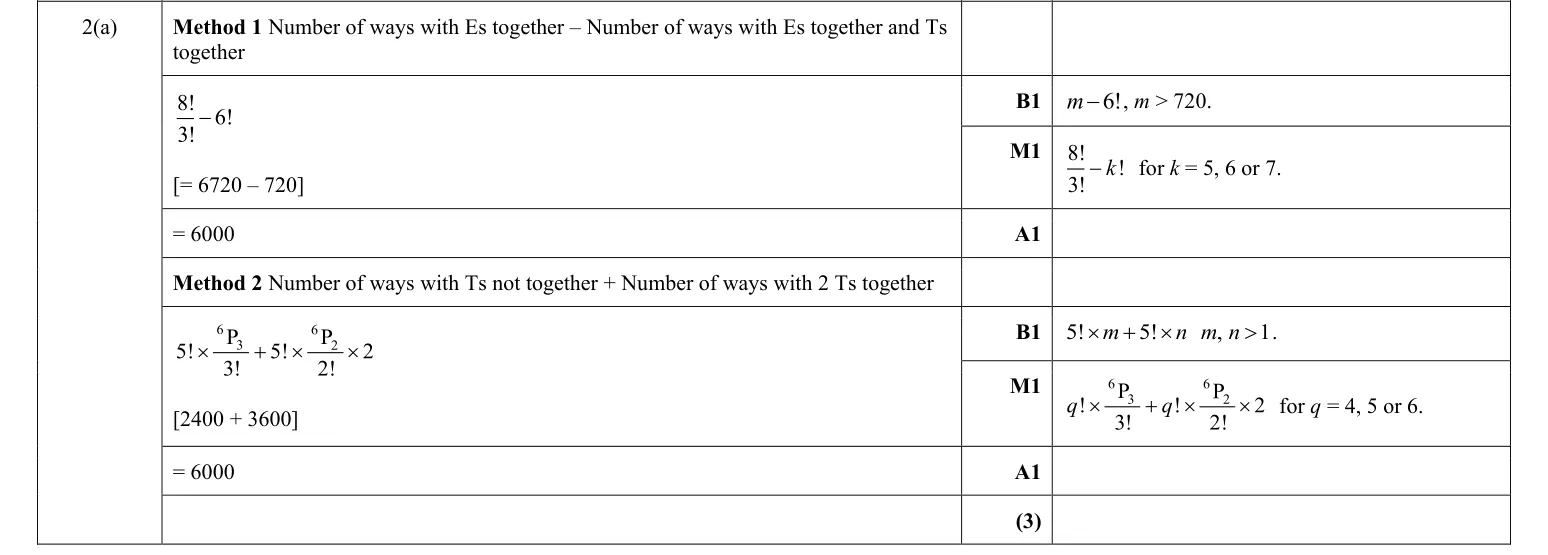 2(a) Method 1 Number of ways with Es together – Number of ways with Es together and Ts
together
8!/3! – 6! B1 m – 6!, m > 720.
[= 6720 – 720] M1 8!/3! – k! for k = 5, 6 or 7.
= 6000 A1
Method 2 Number of ways with Ts not together + Number of ways with 2 Ts together
5! × ⁶P₃/3! + 5! × ⁶P₂/2! × 2 B1 5! × m + 5! × n m, n > 1.
[2400 + 3600] M1 q! × ⁶P₃/3! + q! × ⁶P₂/2! × 2 for q = 4, 5 or 6.
= 6000 A1
(3)